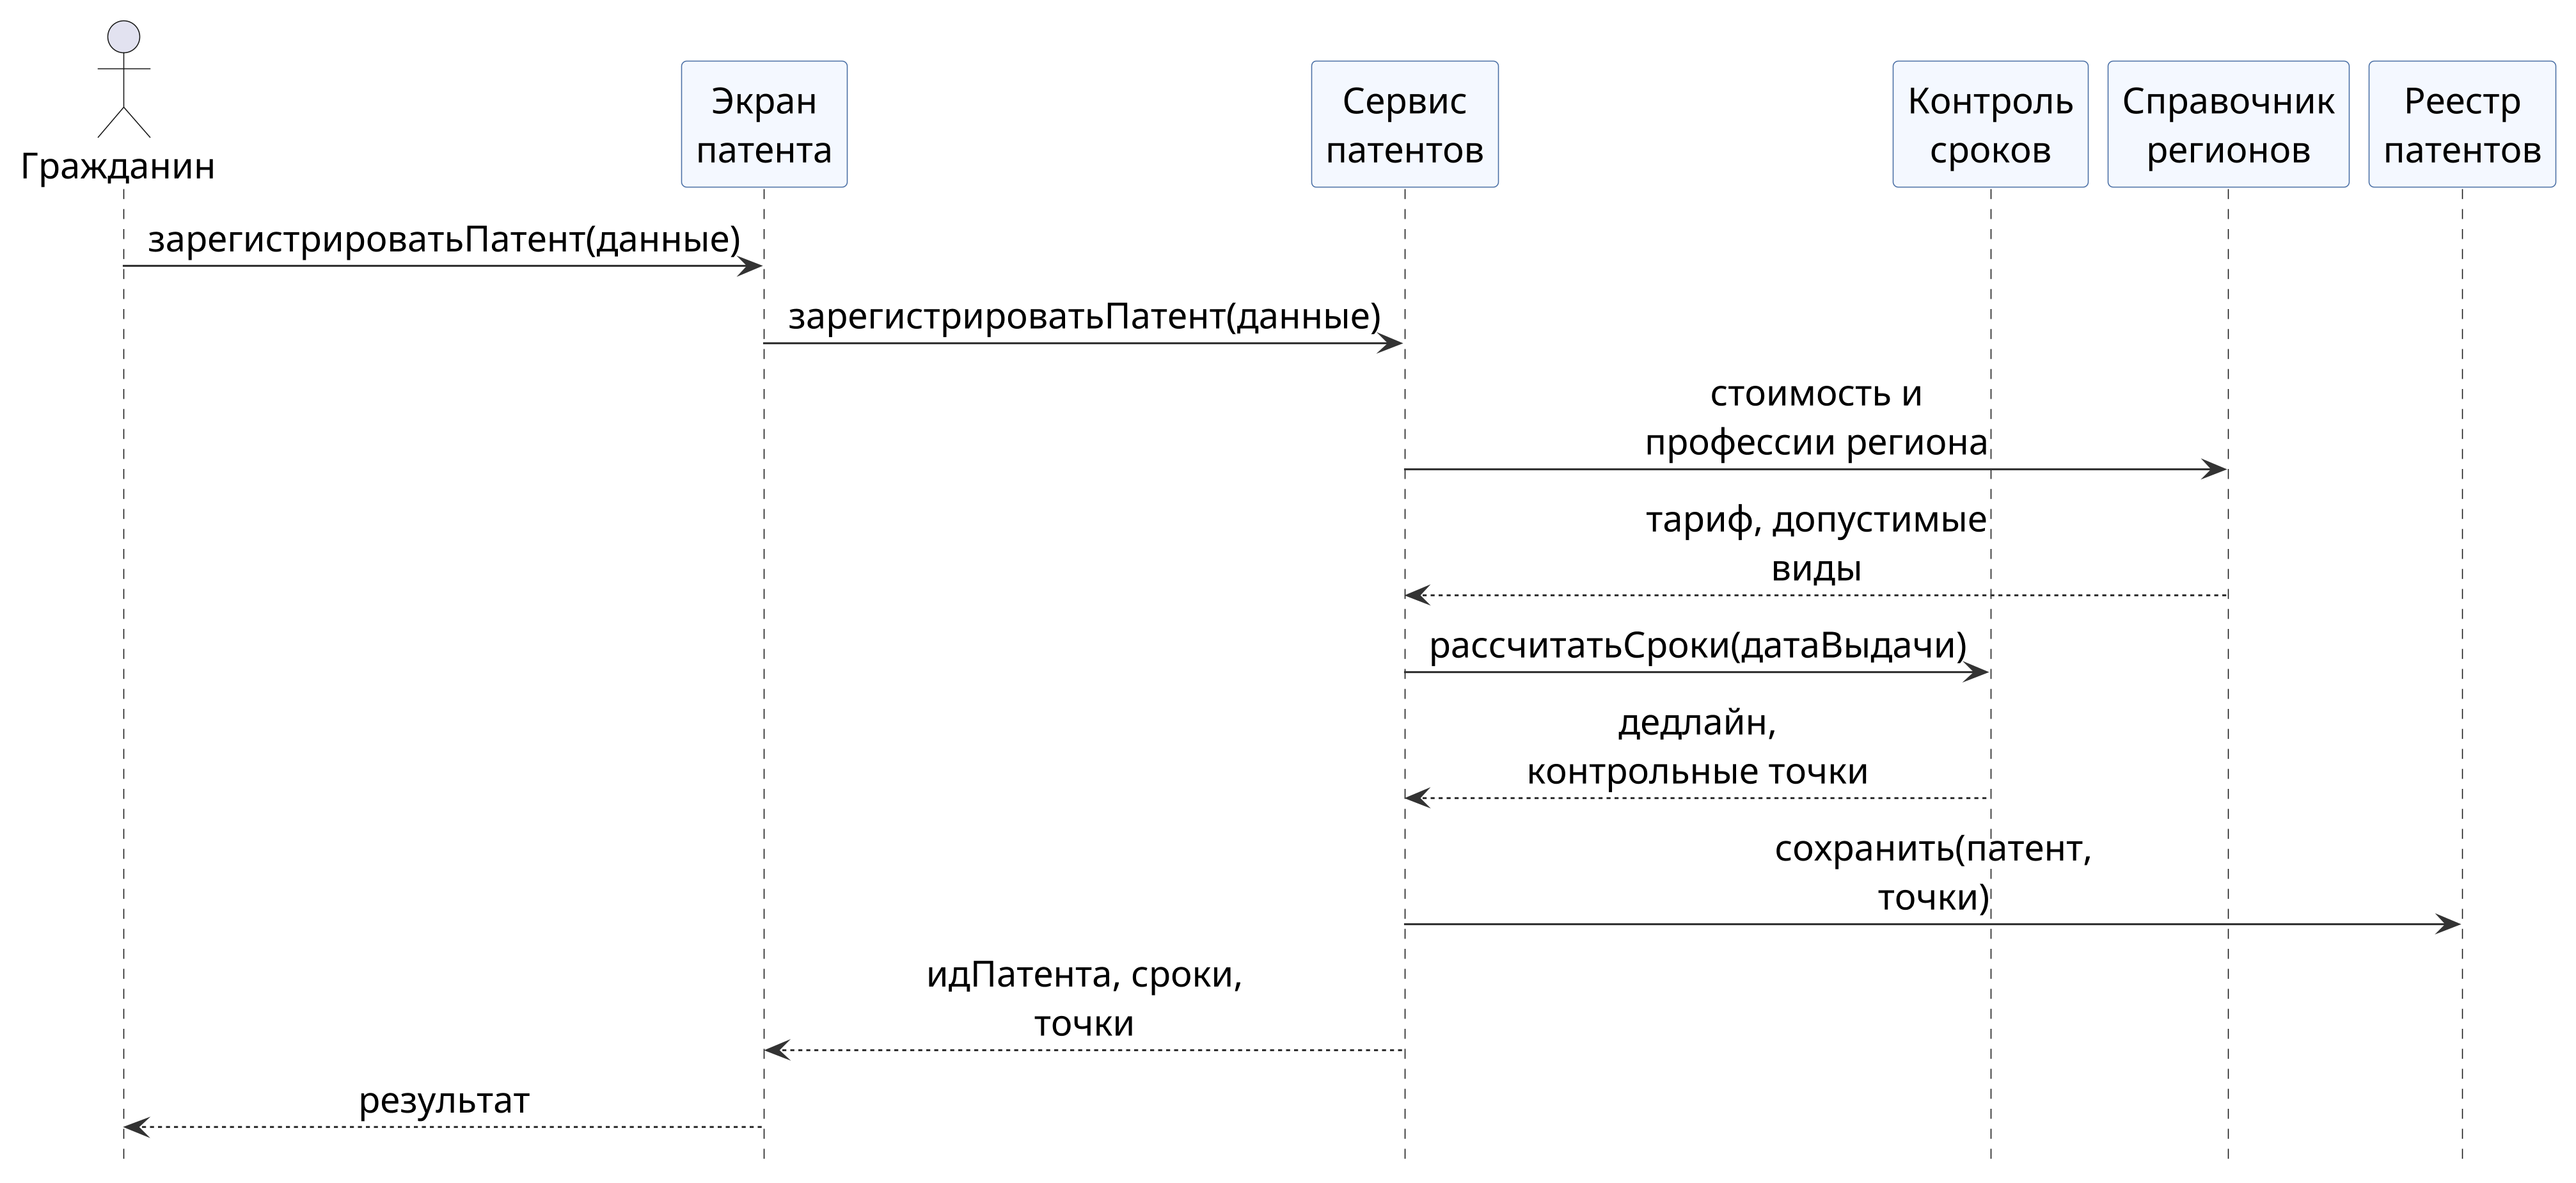 Гражданин
Экран
патента
Сервис
патентов
Контроль
сроков
Справочник
регионов
Реестр
патентов
зарегистрироватьПатент(данные)
зарегистрироватьПатент(данные)
стоимость и
профессии региона
тариф, допустимые
виды
рассчитатьСроки(датаВыдачи)
дедлайн,
контрольные точки
сохранить(патент,
точки)
идПатента, сроки,
точки
результат